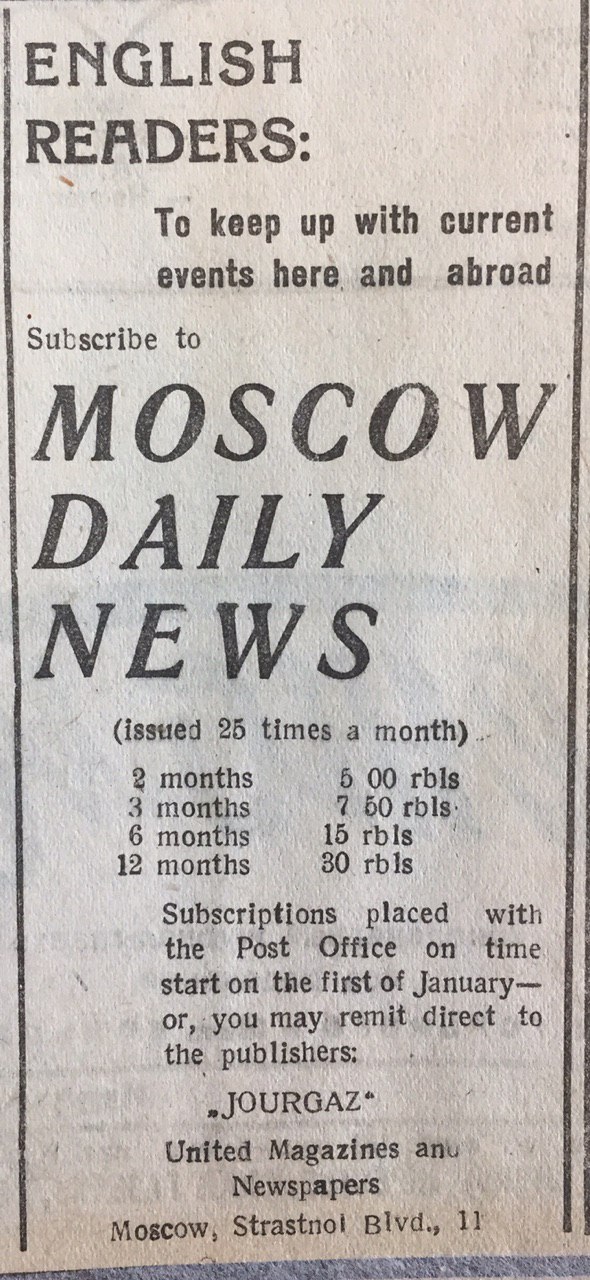 ENGLISH
READERS:
To keep up with current
events here and abroad
Subscribe to
MOSCOW
DAILY
NEWS
(issued 25 times a month)
2 months 5 00 rbls
3 months 7 50 rbls
6 months 15 rbls
12 months 30 rbls
Subscriptions placed with
the Post Office on time
start on the first of January—
or, you may remit direct to
the publishers:
„JOURGAZ“
United Magazines and
Newspapers
Moscow, Strastnoi Blvd., 11